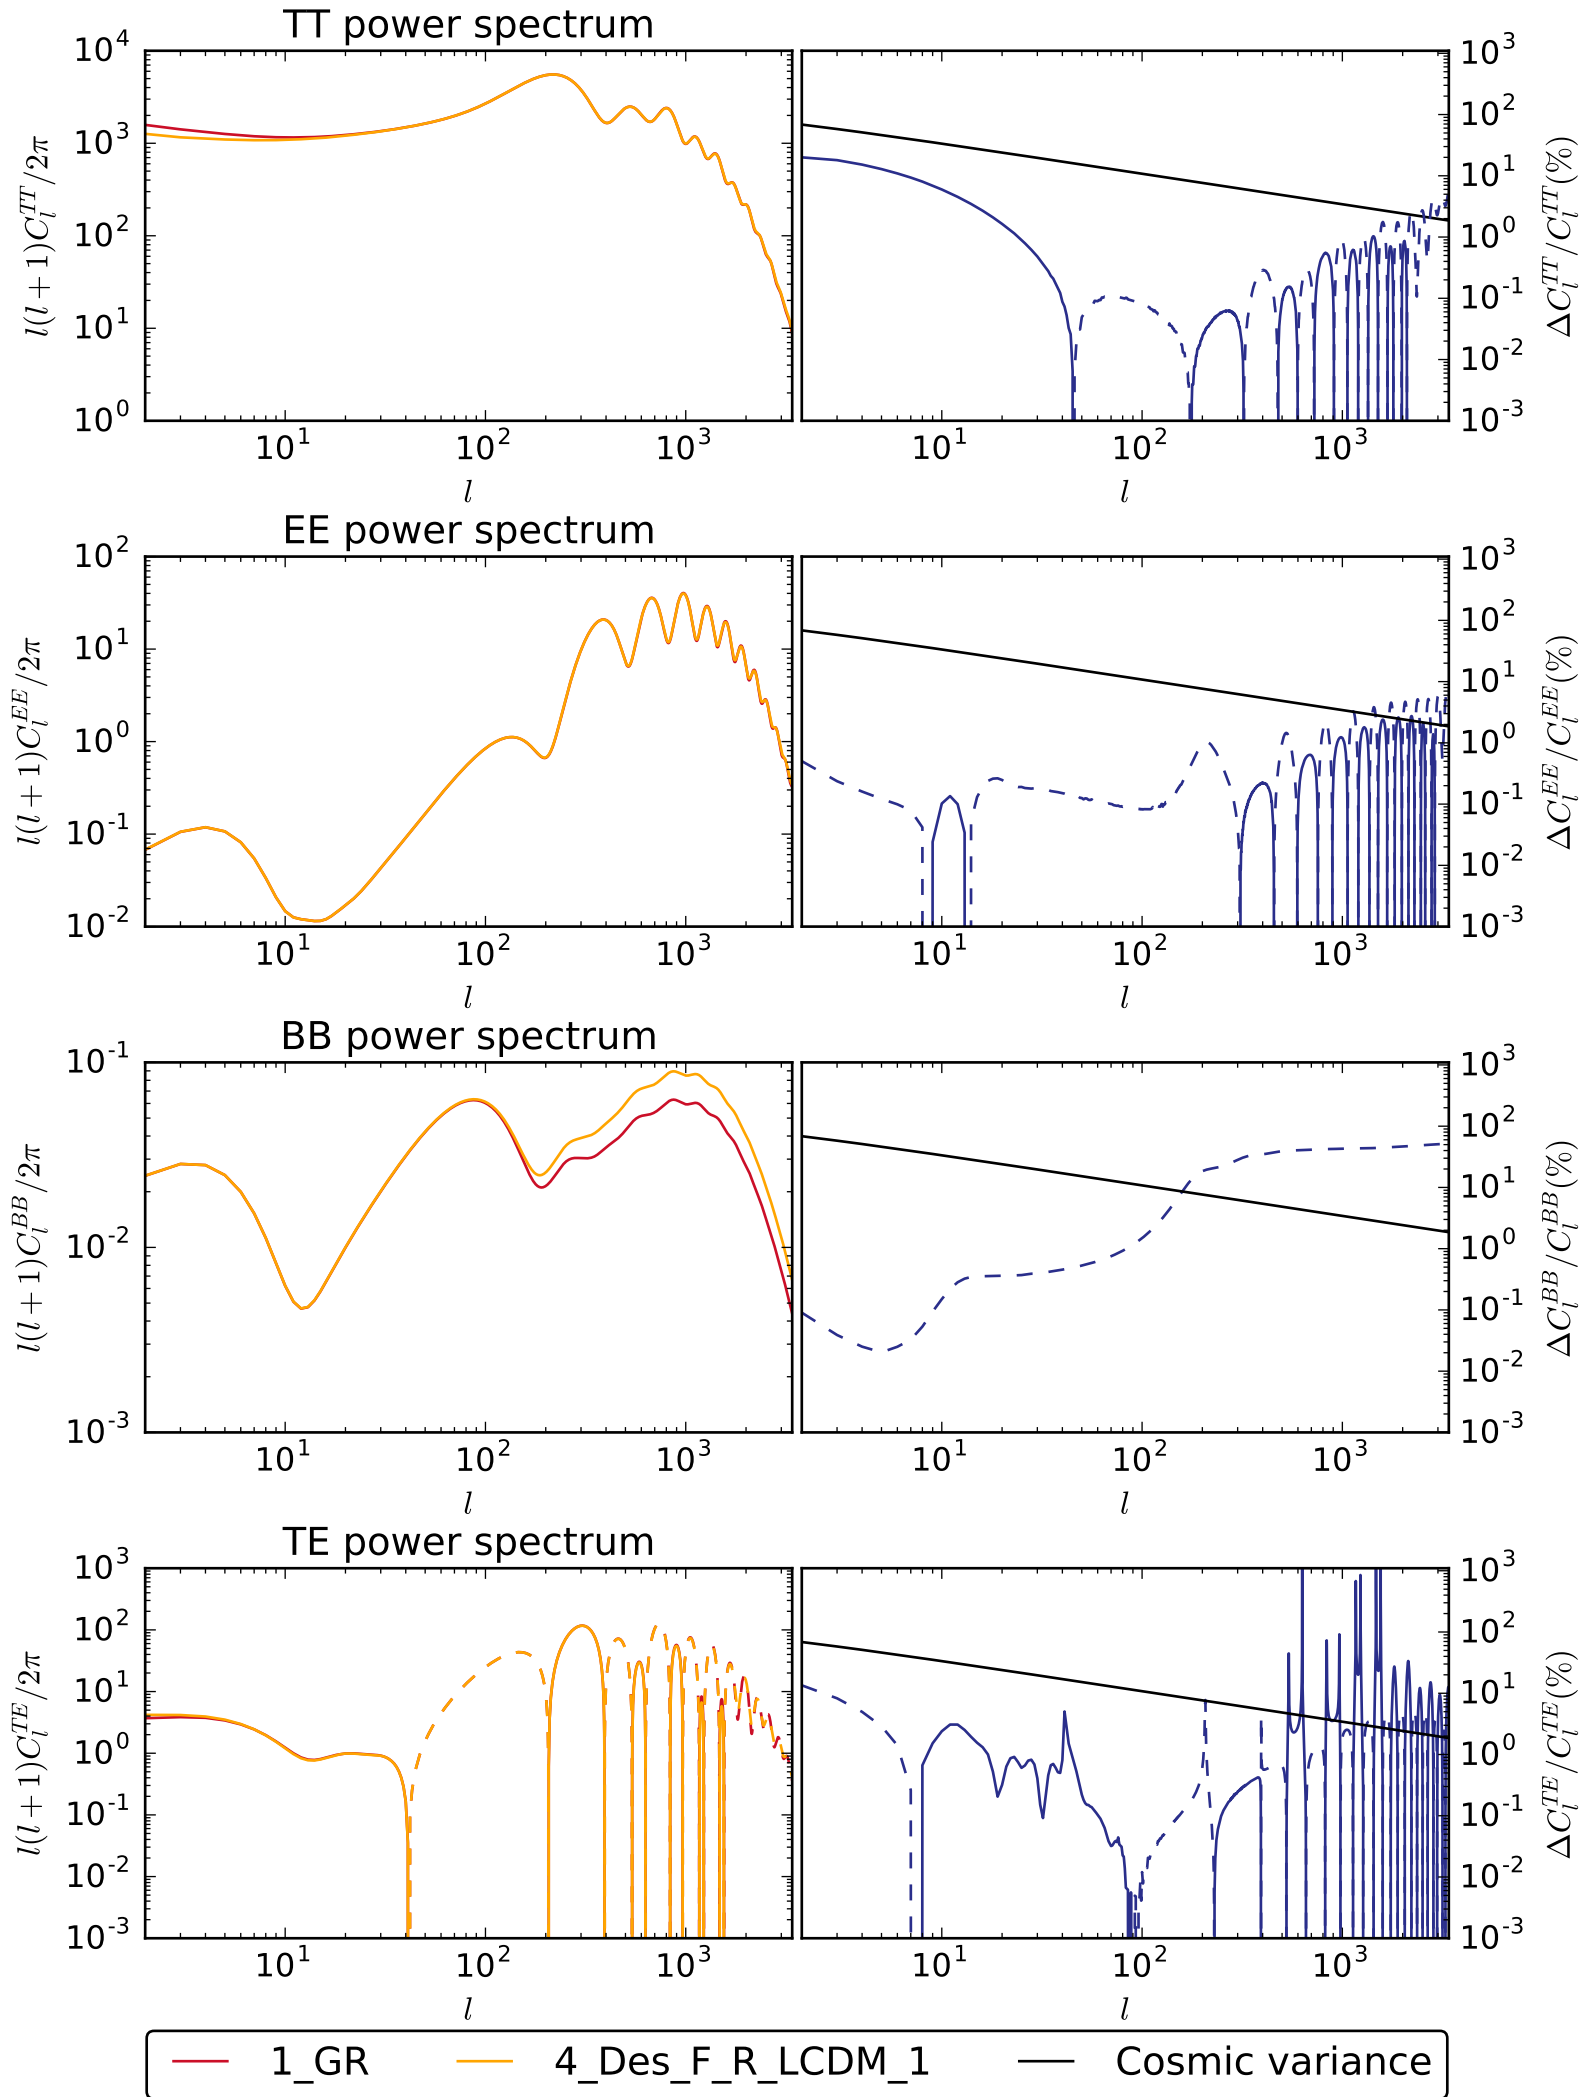 TT power spectrum
10^4
10^3
10^2
10^1
10^0
l(l+1)C_l^{TT}/2π
10^1 10^2 10^3
l
10^3
10^2
10^1
10^0
10^-1
10^-2
10^-3
ΔC_l^{TT}/C_l^{TT}(%)
10^1 10^2 10^3
l
EE power spectrum
10^2
10^1
10^0
10^-1
10^-2
l(l+1)C_l^{EE}/2π
10^1 10^2 10^3
l
10^3
10^2
10^1
10^0
10^-1
10^-2
10^-3
ΔC_l^{EE}/C_l^{EE}(%)
10^1 10^2 10^3
l
BB power spectrum
10^-1
10^-2
10^-3
l(l+1)C_l^{BB}/2π
10^1 10^2 10^3
l
10^3
10^2
10^1
10^0
10^-1
10^-2
10^-3
ΔC_l^{BB}/C_l^{BB}(%)
10^1 10^2 10^3
l
TE power spectrum
10^3
10^2
10^1
10^0
10^-1
10^-2
10^-3
l(l+1)C_l^{TE}/2π
10^1 10^2 10^3
l
10^3
10^2
10^1
10^0
10^-1
10^-2
10^-3
ΔC_l^{TE}/C_l^{TE}(%)
10^1 10^2 10^3
l
1_GR 4_Des_F_R_LCDM_1 Cosmic variance